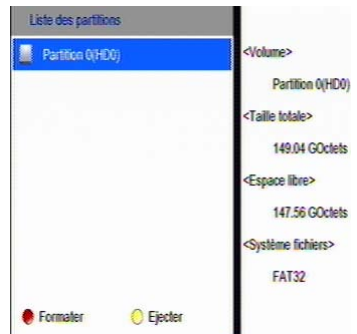 Liste des partitions
Partition 0(HD0)
<Volume>
Partition 0(HD0)
<Taille totale>
149.04 GOctets
<Espace libre>
147.56 GOctets
<Système fichiers>
FAT32
Formater
Ejecter